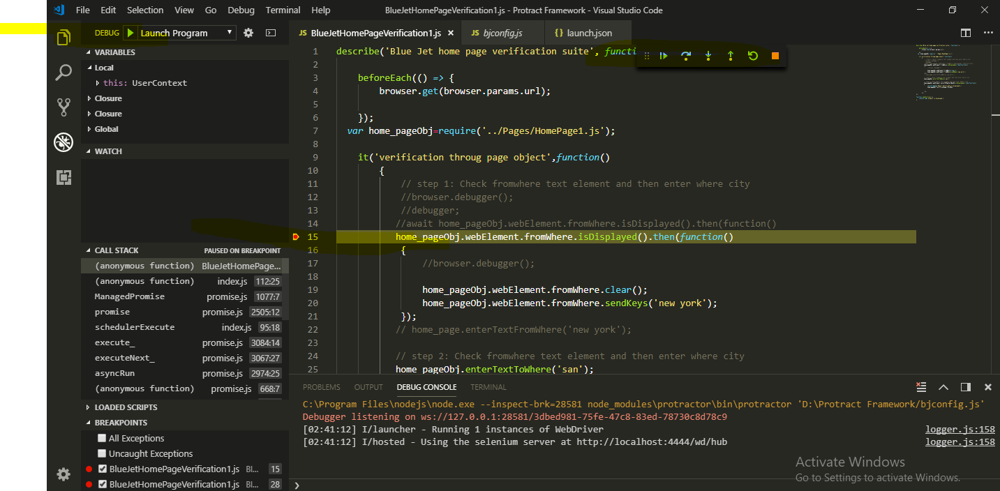 File Edit Selection View Go Debug Terminal Help BlueJetHomePageVerification1.js - Protract Framework - Visual Studio Code
DEBUG Launch Program
JS BlueJetHomePageVerification1.js JS bjconfig.js {} launch.json
VARIABLES
Local
this: UserContext
Closure
Closure
Global
WATCH
CALL STACK PAUSED ON BREAKPOINT
(anonymous function) BlueJetHomePage...
(anonymous function) index.js 112:25
ManagedPromise promise.js 1077:7
promise promise.js 2505:12
schedulerExecute index.js 95:18
execute_ promise.js 3084:14
executeNext_ promise.js 3067:27
asyncRun promise.js 2974:25
(anonymous function) promise.js 668:7
LOADED SCRIPTS
BREAKPOINTS
All Exceptions
Uncaught Exceptions
BlueJetHomePageVerification1.js Bl... 15
BlueJetHomePageVerification1.js Bl... 28
1 describe('Blue Jet home page verification suite', functi
2
3 beforeEach(() => {
4 browser.get(browser.params.url);
5
6 });
7 var home_pageObj=require('../Pages/HomePage1.js');
8
9 it('verification throug page object',function()
10 {
11 // step 1: Check fromwhere text element and then enter where city
12 //browser.debugger();
13 //debugger;
14 //await home_pageObj.webElement.fromWhere.isDisplayed().then(function()
15 home_pageObj.webElement.fromWhere.isDisplayed().then(function()
16 {
17 //browser.debugger();
18
19 home_pageObj.webElement.fromWhere.clear();
20 home_pageObj.webElement.fromWhere.sendKeys('new york');
21 });
22 // home_page.enterTextFromWhere('new york');
23
24 // step 2: Check fromwhere text element and then enter where city
25 home_pageObj.enterTextToWhere('san');
PROBLEMS OUTPUT DEBUG CONSOLE TERMINAL
C:\Program Files\nodejs\node.exe --inspect-brk=28581 node_modules\protractor\bin\protractor 'D:\Protract Framework/bjconfig.js'
Debugger listening on ws://127.0.0.1:28581/3dbed981-75fe-47c8-83ed-78730c8d78c9
[02:41:12] I/launcher - Running 1 instances of WebDriver logger.js:158
[02:41:12] I/hosted - Using the selenium server at http://localhost:4444/wd/hub logger.js:158
Activate Windows
Go to Settings to activate Windows.